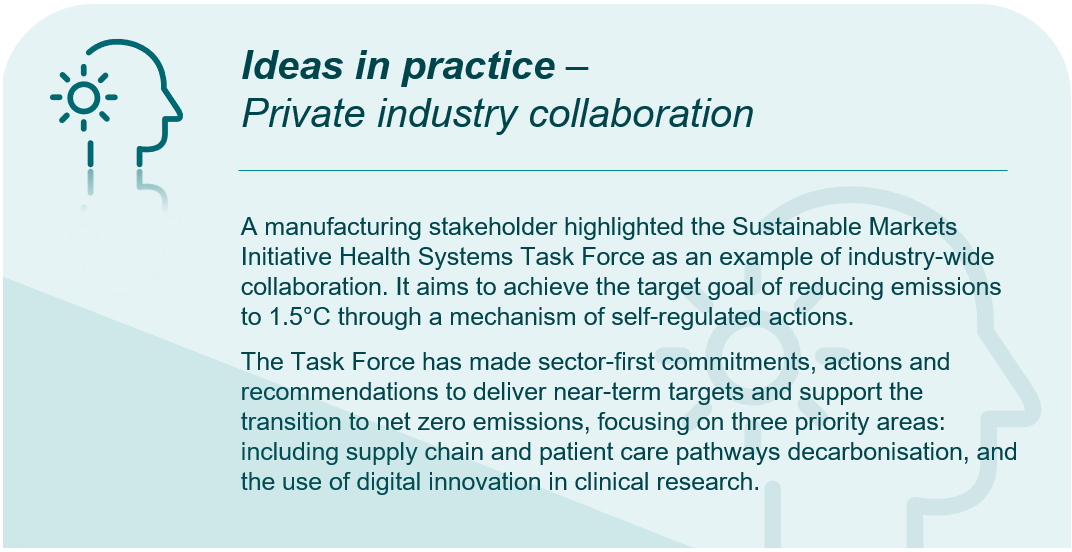 Ideas in practice –
Private industry collaboration
A manufacturing stakeholder highlighted the Sustainable Markets
Initiative Health Systems Task Force as an example of industry-wide
collaboration. It aims to achieve the target goal of reducing emissions
to 1.5°C through a mechanism of self-regulated actions.
The Task Force has made sector-first commitments, actions and
recommendations to deliver near-term targets and support the
transition to net zero emissions, focusing on three priority areas:
including supply chain and patient care pathways decarbonisation, and
the use of digital innovation in clinical research.